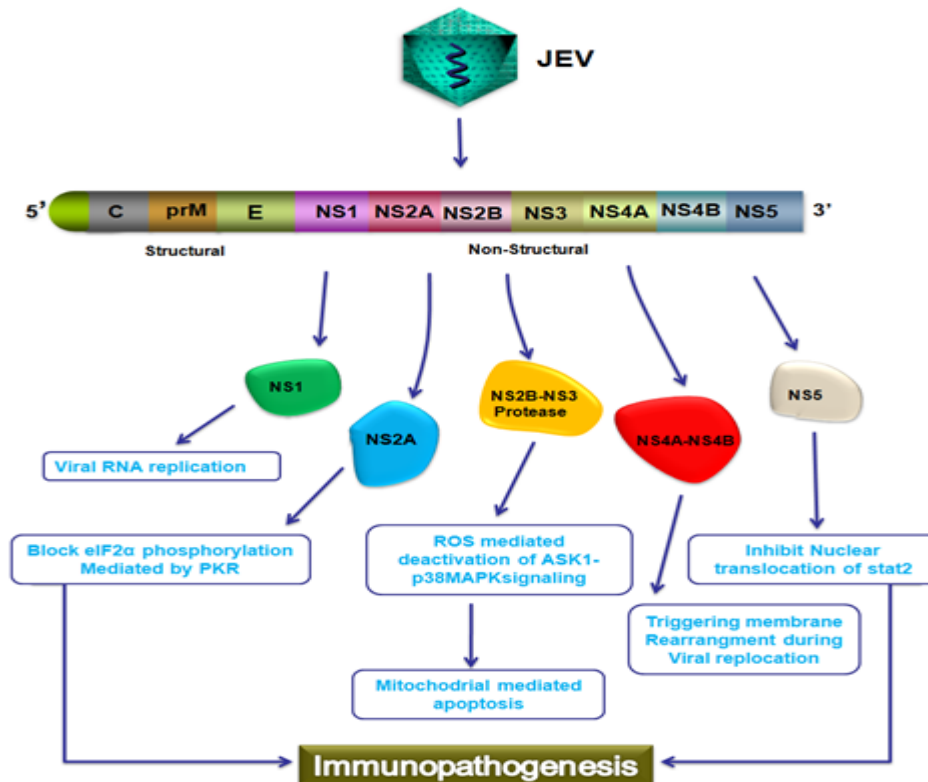 JEV
5’ C prM E NS1 NS2A NS2B NS3 NS4A NS4B NS5 3’
Structural
Non-Structural
NS1
NS2A
NS2B-NS3
Protease
NS4A-NS4B
NS5
Viral RNA replication
Block eIF2α phosphorylation
Mediated by PKR
ROS mediated
deactivation of ASK1-
p38MAPKsignaling
Inhibit Nuclear
translocation of stat2
Triggering membrane
Rearrangment during
Viral replocation
Mitochodrial mediated
apoptosis
Immunopathogenesis